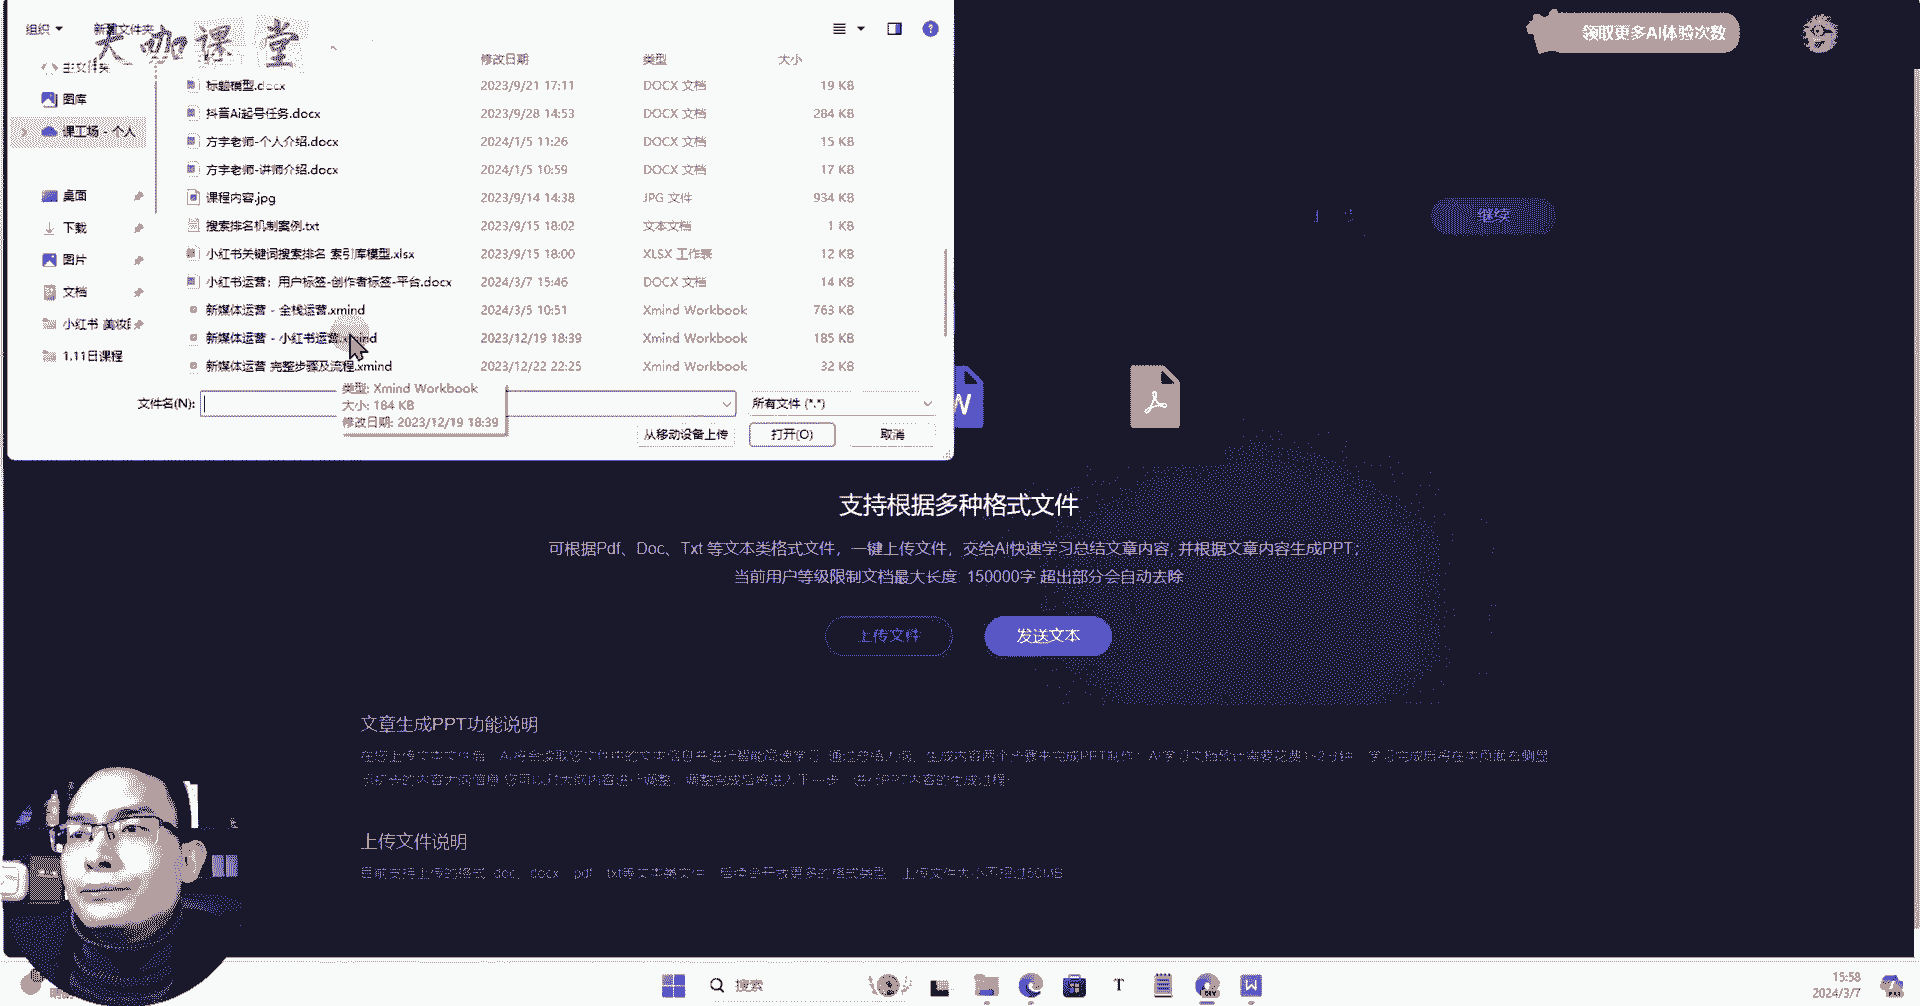 组织 新建文件夹
大咖课堂
主文件夹
图库
课工场 - 个人
桌面
下载
图片
文档
小红书 美妆
1.11日课程
修改日期 类型 大小
标题模型.docx 2023/9/21 17:11 DOCX 文档 19 KB
抖音Ai起号任务.docx 2023/9/28 14:53 DOCX 文档 284 KB
方宇老师-个人介绍.docx 2024/1/5 11:26 DOCX 文档 15 KB
方宇老师-讲师介绍.docx 2024/1/5 10:59 DOCX 文档 17 KB
课程内容.jpg 2023/9/14 14:38 JPG 文件 934 KB
搜索排名机制案例.txt 2023/9/15 18:02 文本文档 1 KB
小红书关键词搜索排名 索引库模型.xlsx 2023/9/15 18:00 XLSX 工作表 12 KB
小红书运营：用户标签-创作者标签-平台.docx 2024/3/7 15:46 DOCX 文档 14 KB
新媒体运营 - 全栈运营.xmind 2024/3/5 10:51 Xmind Workbook 763 KB
新媒体运营 - 小红书运营.xmind 2023/12/19 18:39 Xmind Workbook 185 KB
新媒体运营 完整步骤及流程.xmind 2023/12/22 22:25 Xmind Workbook 32 KB
类型: Xmind Workbook
大小: 184 KB
修改日期: 2023/12/19 18:39
文件名(N): 所有文件 (*.*)
从移动设备上传 打开(O) 取消
领取更多AI体验次数
继续
W
支持根据多种格式文件
可根据Pdf、Doc、Txt 等文本类格式文件，一键上传文件，交给AI快速学习总结文章内容, 并根据文章内容生成PPT；
当前用户等级限制文档最大长度: 150000字 超出部分会自动去除
上传文件 发送文本
文章生成PPT功能说明
上传文件说明
搜索
15:58
2024/3/7